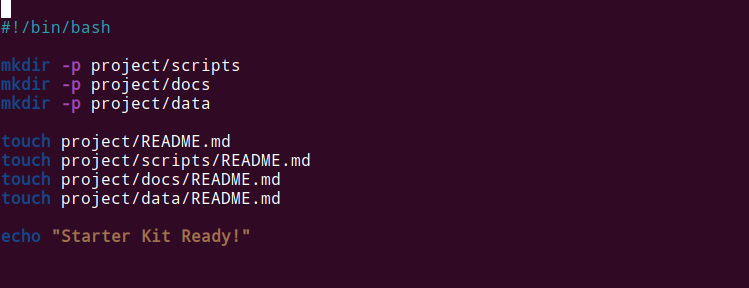 #!/bin/bash
mkdir -p project/scripts
mkdir -p project/docs
mkdir -p project/data
touch project/README.md
touch project/scripts/README.md
touch project/docs/README.md
touch project/data/README.md
echo "Starter Kit Ready!"